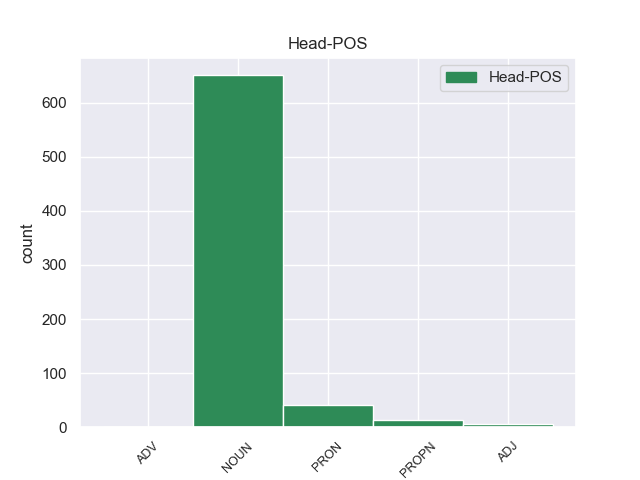 Head-POS
Head-POS
600
500
400
300
200
100
0
count
ADV
NOUN
PRON
PROPN
ADJ